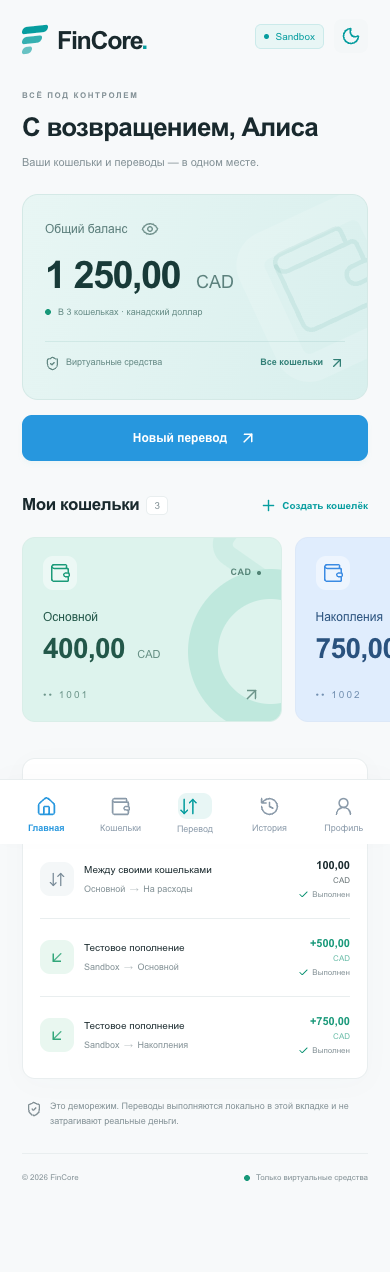 FinCore.
Sandbox
ВСЁ ПОД КОНТРОЛЕМ
С возвращением, Алиса
Ваши кошельки и переводы — в одном месте.
Общий баланс
1 250,00 CAD
В 3 кошельках · канадский доллар
Виртуальные средства
Все кошельки
Новый перевод
Мои кошельки 3
Создать кошелёк
CAD
Основной
400,00 CAD
•• 1001
Накопления
750,00
•• 1002
Главная
Кошельки
Перевод
История
Профиль
Между своими кошельками
Основной → На расходы
100,00
CAD
Выполнен
Тестовое пополнение
Sandbox → Основной
+500,00
CAD
Выполнен
Тестовое пополнение
Sandbox → Накопления
+750,00
CAD
Выполнен
Это деморежим. Переводы выполняются локально в этой вкладке и не
затрагивают реальные деньги.
© 2026 FinCore
Только виртуальные средства